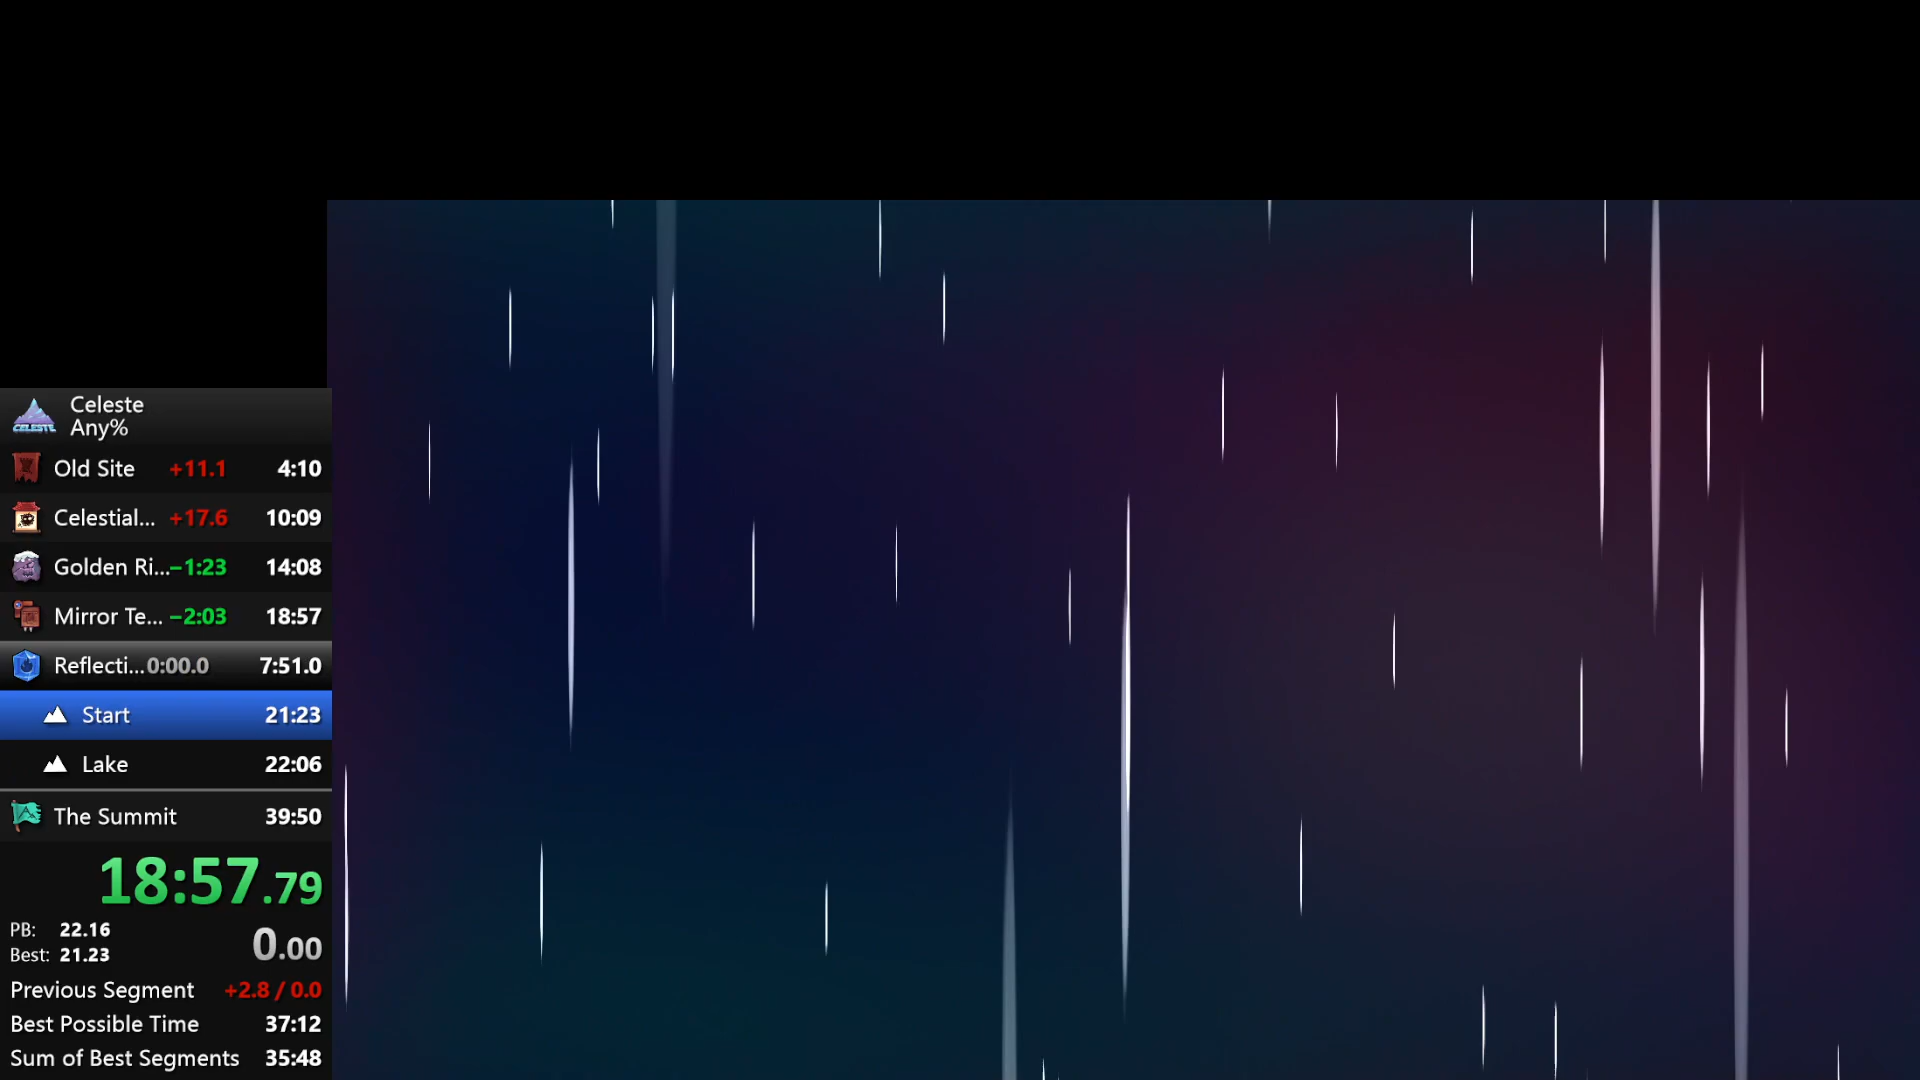 Celeste
Any%
Old Site +11.1 4:10
Celestial... +17.6 10:09
Golden Ri... −1:23 14:08
Mirror Te... −2:03 18:57
Reflecti... 0:00.0 7:51.0
Start 21:23
Lake 22:06
The Summit 39:50
18:57.79
PB: 22.16
Best: 21.23
0.00
Previous Segment +2.8 / 0.0
Best Possible Time 37:12
Sum of Best Segments 35:48